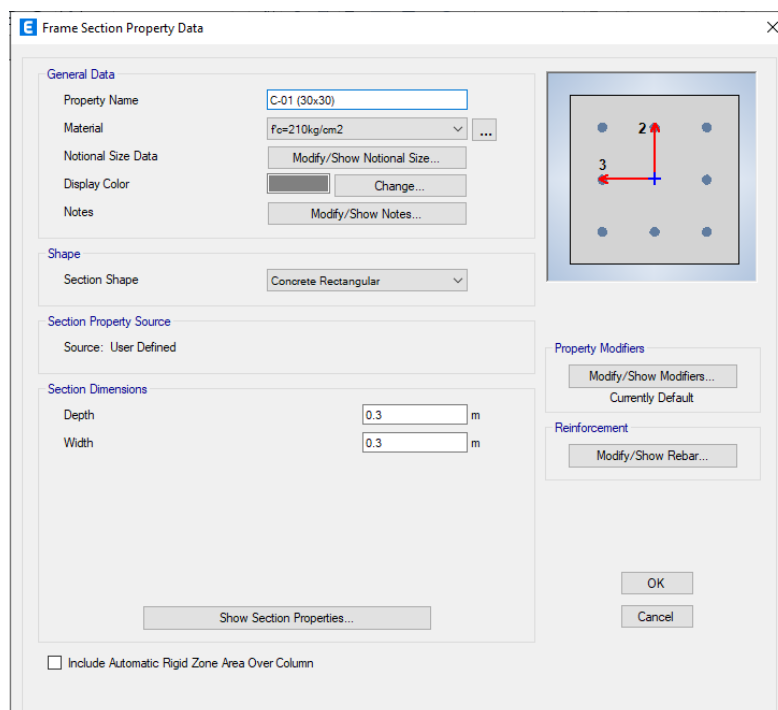 E Frame Section Property Data
General Data
Property Name C-01 (30x30)
Material f'c=210kg/cm2 ...
Notional Size Data Modify/Show Notional Size...
Display Color Change...
Notes Modify/Show Notes...
2
3
Shape
Section Shape Concrete Rectangular
Section Property Source
Source: User Defined
Property Modifiers
Modify/Show Modifiers...
Currently Default
Section Dimensions
Depth 0.3 m
Width 0.3 m
Reinforcement
Modify/Show Rebar...
OK
Cancel
Show Section Properties...
Include Automatic Rigid Zone Area Over Column